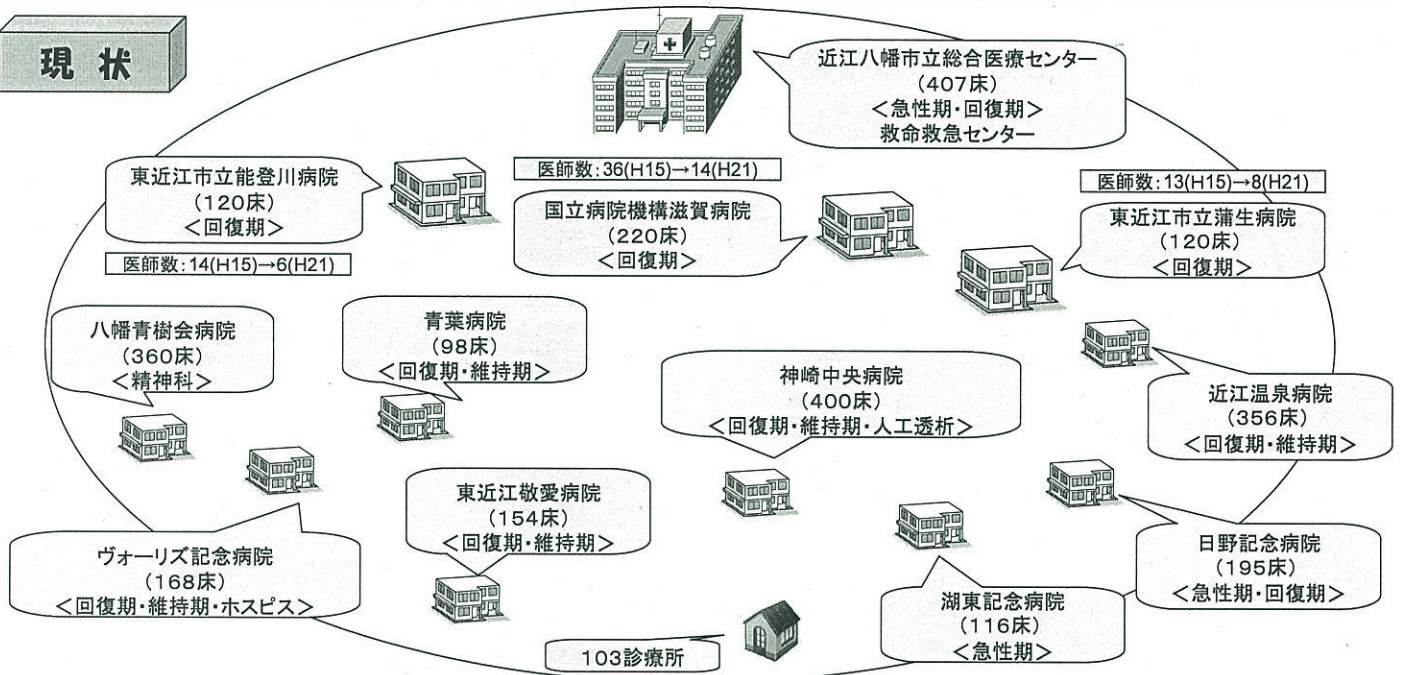 現状
近江八幡市立総合医療センター
(407床)
<急性期・回復期>
救命救急センター
東近江市立能登川病院
(120床)
<回復期>
医師数:14(H15)→6(H21)
医師数:36(H15)→14(H21)
国立病院機構滋賀病院
(220床)
<回復期>
医師数:13(H15)→8(H21)
東近江市立蒲生病院
(120床)
<回復期>
八幡青樹会病院
(360床)
<精神科>
青葉病院
(98床)
<回復期・維持期>
神崎中央病院
(400床)
<回復期・維持期・人工透析>
近江温泉病院
(356床)
<回復期・維持期>
ヴォーリズ記念病院
(168床)
<回復期・維持期・ホスピス>
東近江敬愛病院
(154床)
<回復期・維持期>
湖東記念病院
(116床)
<急性期>
日野記念病院
(195床)
<急性期・回復期>
103診療所